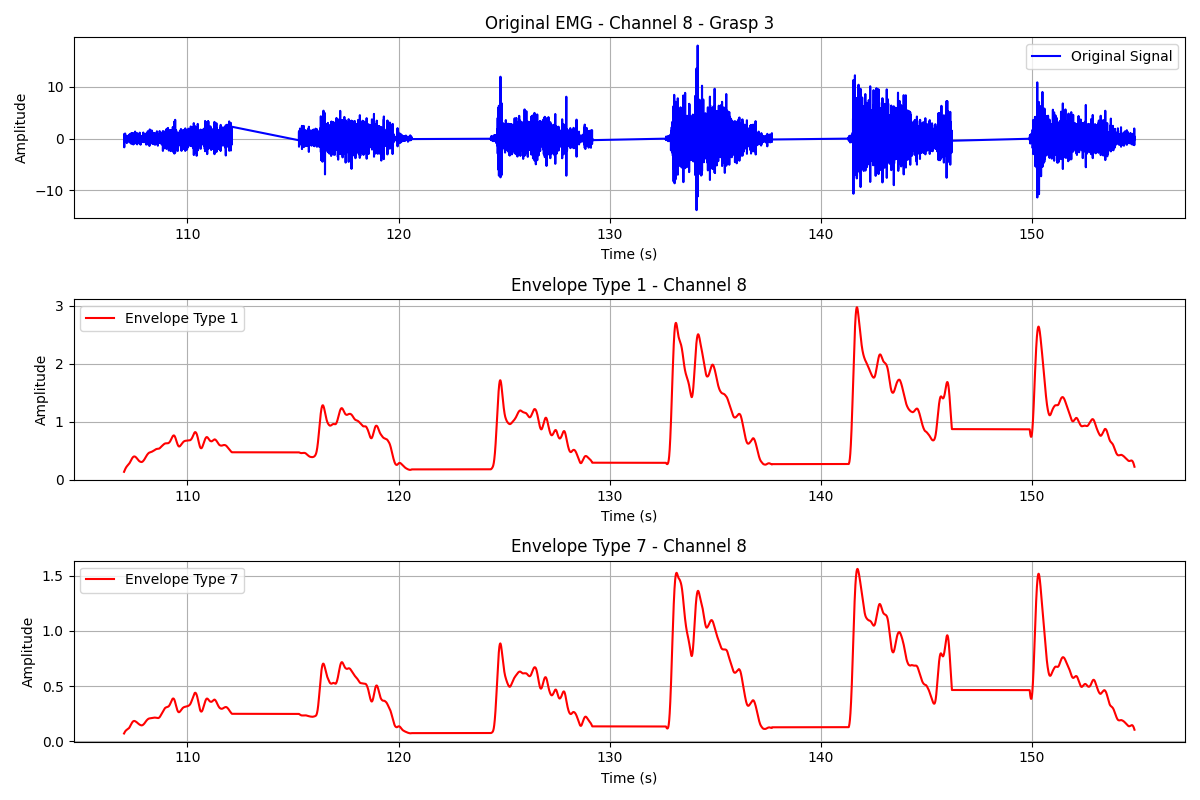 Original EMG - Channel 8 - Grasp 3
Amplitude
10
0
−10
Original Signal
110 120 130 140 150
Time (s)
Envelope Type 1 - Channel 8
Amplitude
3
2
1
0
Envelope Type 1
110 120 130 140 150
Time (s)
Envelope Type 7 - Channel 8
Amplitude
1.5
1.0
0.5
0.0
Envelope Type 7
110 120 130 140 150
Time (s)